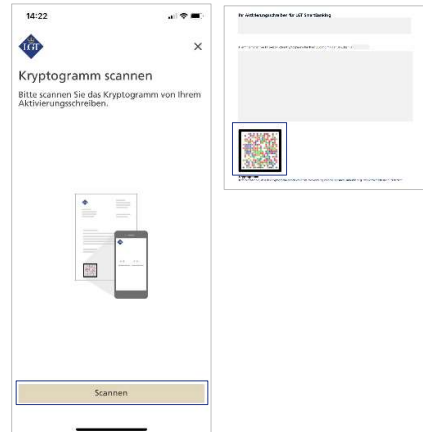 14:22
LGT
Kryptogramm scannen
Bitte scannen Sie das Kryptogramm von Ihrem
Aktivierungsschreiben.
Scannen
Ihr Aktivierungsschreiben für LGT SmartBanking